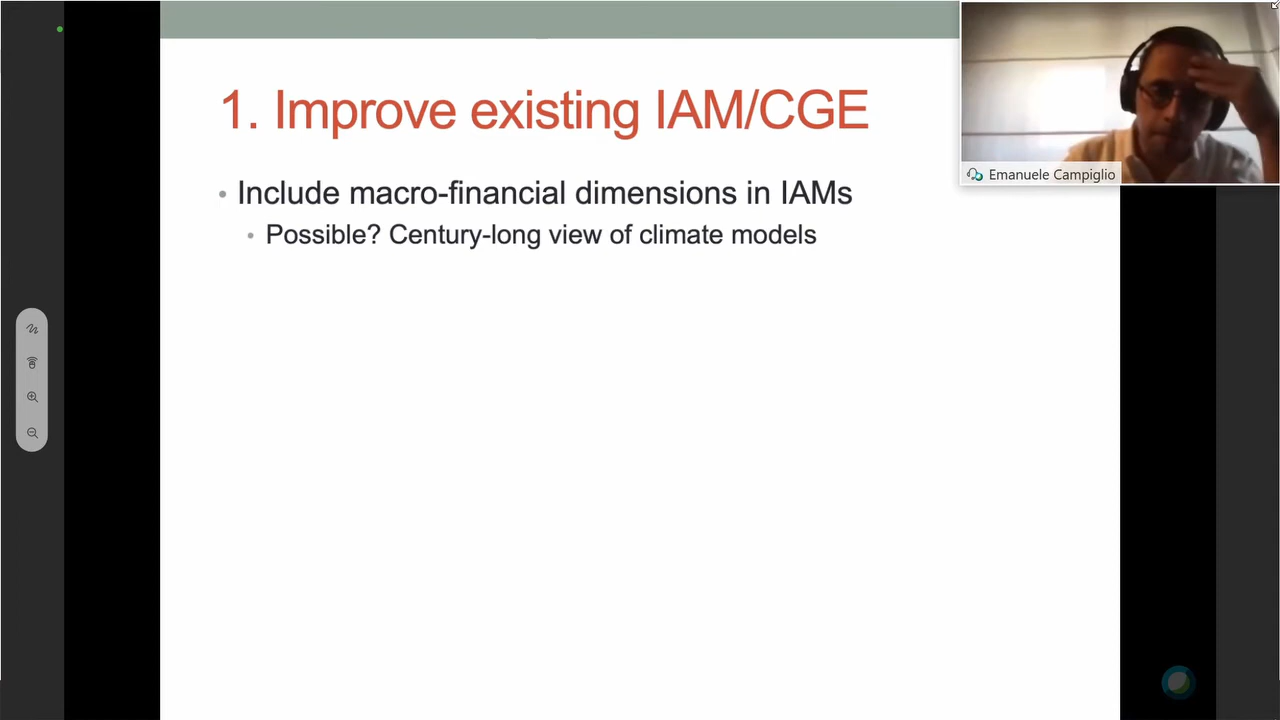 1. Improve existing IAM/CGE
• Include macro-financial dimensions in IAMs
• Possible? Century-long view of climate models
Emanuele Campiglio